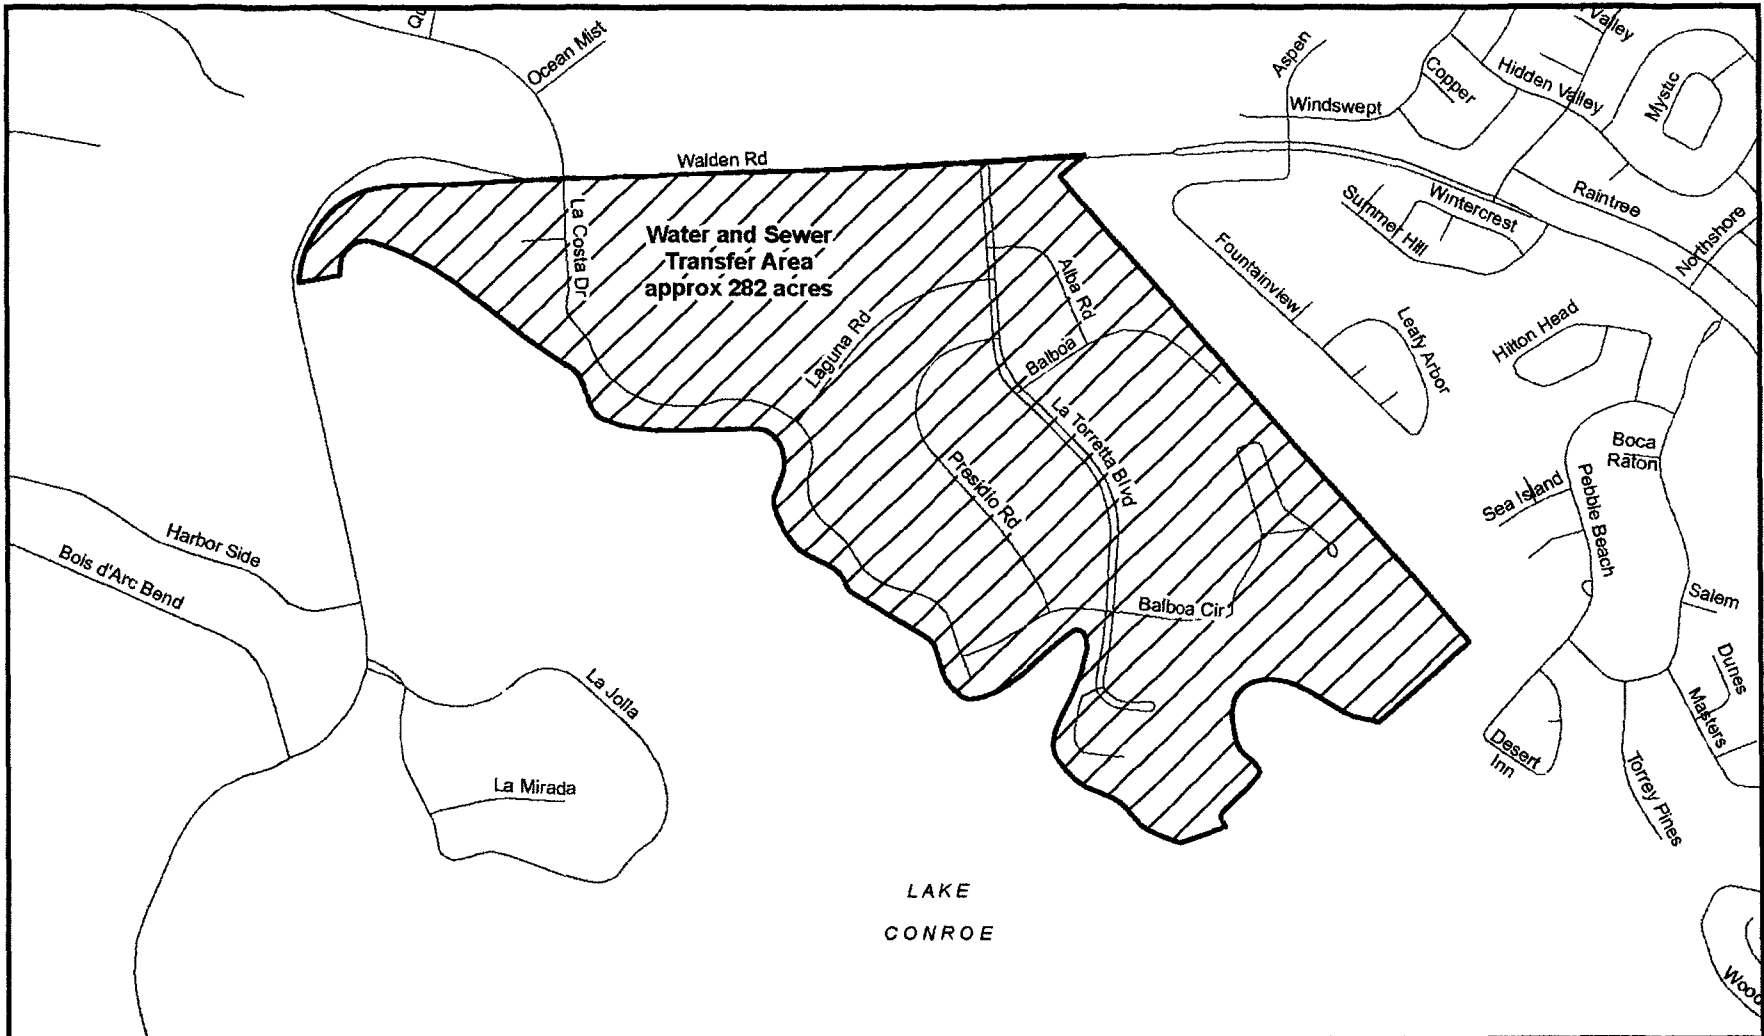 Ocean Mist
Aspen
Valley
Copper
Hidden Valley
Mystic
Windswept
Walden Rd
Raintree
Wintercrest
Summer Hill
Northshore
La Costa Dr
Water and Sewer
Transfer Area
approx 282 acres
Fountainview
Alba Rd
Laguna Rd
Balboa
Leafy Arbor
Hilton Head
La Torretta Blvd
Boca
Raton
Presidio Rd
Sea Island
Pebble Beach
Harbor Side
Bois d'Arc Bend
Balboa Cir
Salem
Dunes
Masters
La Jolla
Desert
Inn
La Mirada
Torrey Pines
LAKE
CONROE